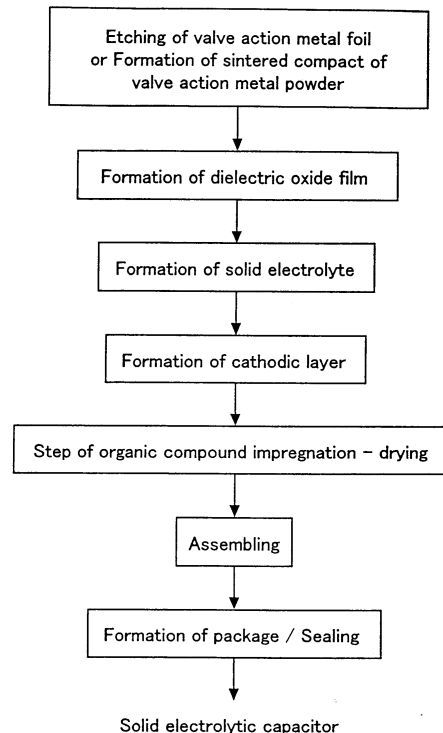 Etching of valve action metal foil
or Formation of sintered compact of
valve action metal powder
Formation of dielectric oxide film
Formation of solid electrolyte
Formation of cathodic layer
Step of organic compound impregnation – drying
Assembling
Formation of package / Sealing
Solid electrolytic capacitor